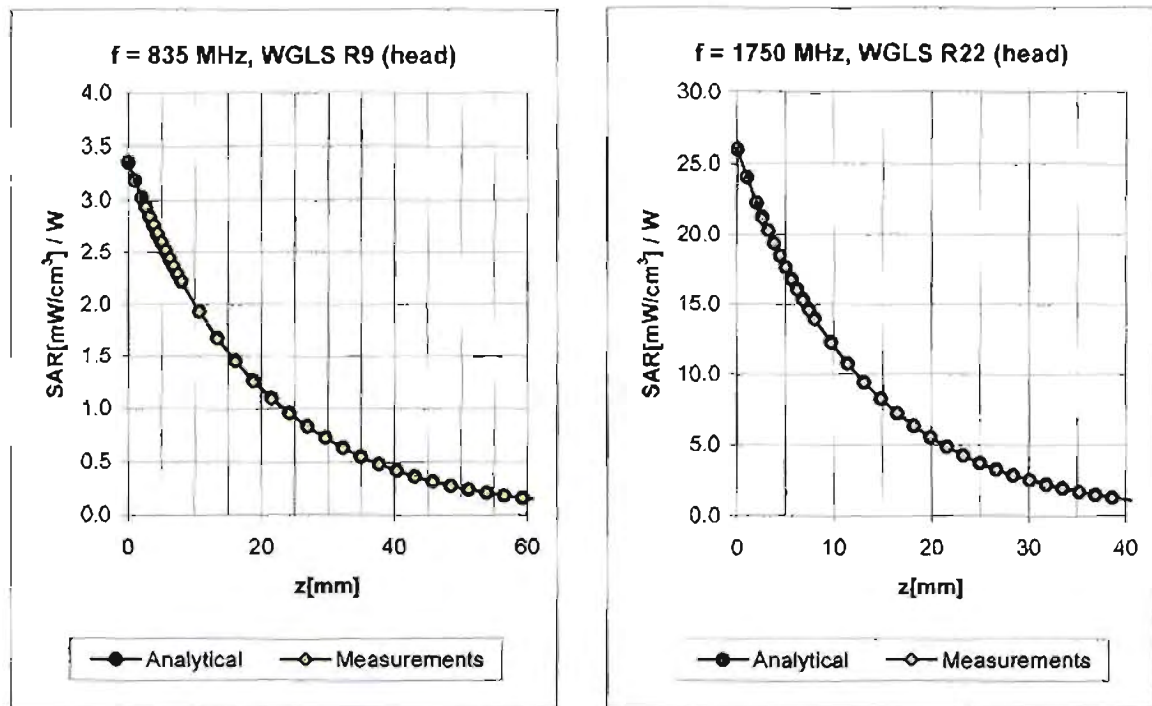 f = 835 MHz, WGLS R9 (head)
4.0
3.5
3.0
2.5
2.0
1.5
1.0
0.5
0.0
SAR[mW/cm³] / W
0 20 40 60
z[mm]
Analytical Measurements
f = 1750 MHz, WGLS R22 (head)
30.0
25.0
20.0
15.0
10.0
5.0
0.0
SAR[mW/cm³] / W
0 10 20 30 40
z[mm]
Analytical Measurements